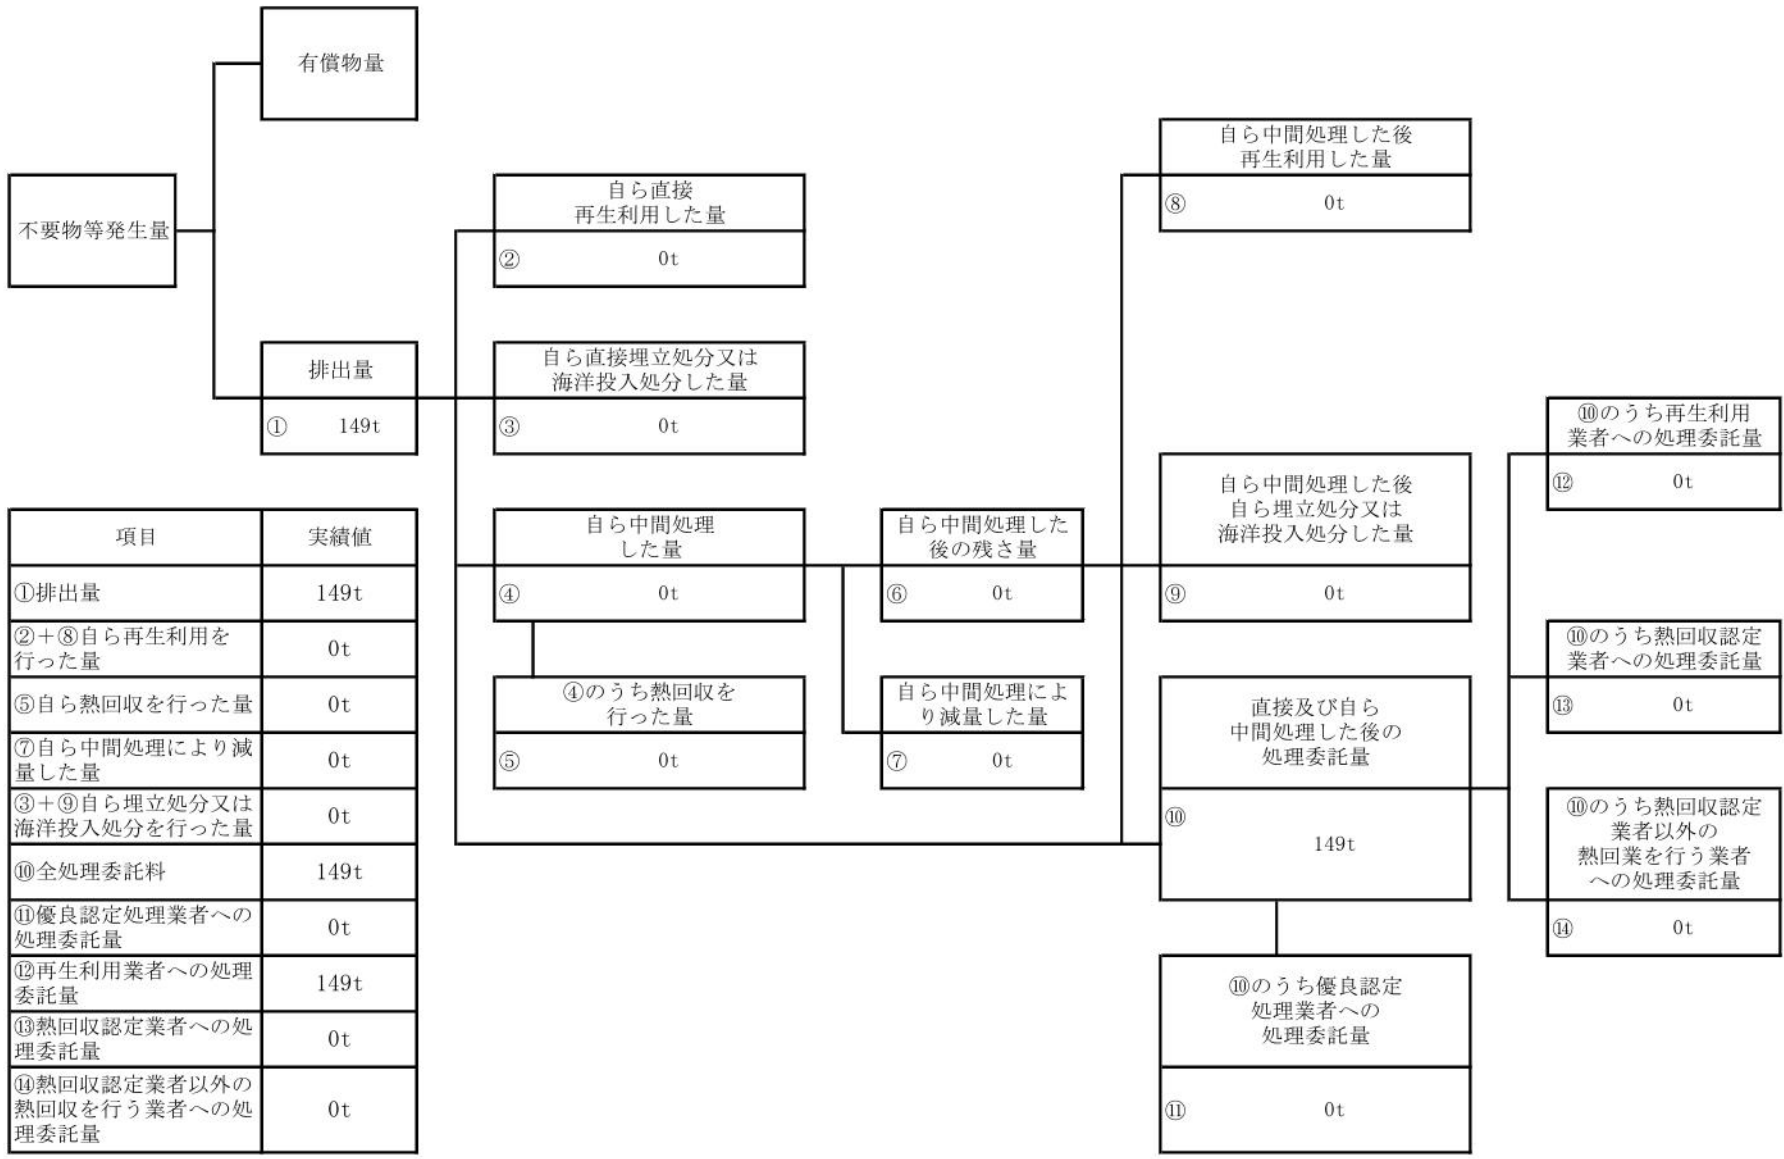 有償物量
不要物等発生量
排出量
① 149t
自ら直接
再生利用した量
② 0t
自ら直接埋立処分又は
海洋投入処分した量
③ 0t
自ら中間処理
した量
④ 0t
④のうち熱回収を
行った量
⑤ 0t
自ら中間処理した
後の残さ量
⑥ 0t
自ら中間処理によ
り減量した量
⑦ 0t
自ら中間処理した後
再生利用した量
⑧ 0t
自ら中間処理した後
自ら埋立処分又は
海洋投入処分した量
⑨ 0t
直接及び自ら
中間処理した後の
処理委託量
⑩
149t
⑩のうち優良認定
処理業者への
処理委託量
⑪ 0t
⑩のうち再生利用
業者への処理委託量
⑫ 0t
⑩のうち熱回収認定
業者への処理委託量
⑬ 0t
⑩のうち熱回収認定
業者以外の
熱回業を行う業者
への処理委託量
⑭ 0t
項目 実績値
①排出量 149t
②＋⑧自ら再生利用を
行った量 0t
⑤自ら熱回収を行った量 0t
⑦自ら中間処理により減
量した量 0t
③＋⑨自ら埋立処分又は
海洋投入処分を行った量 0t
⑩全処理委託料 149t
⑪優良認定処理業者への
処理委託量 0t
⑫再生利用業者への処理
委託量 149t
⑬熱回収認定業者への処
理委託量 0t
⑭熱回収認定業者以外の
熱回収を行う業者への処
理委託量 0t